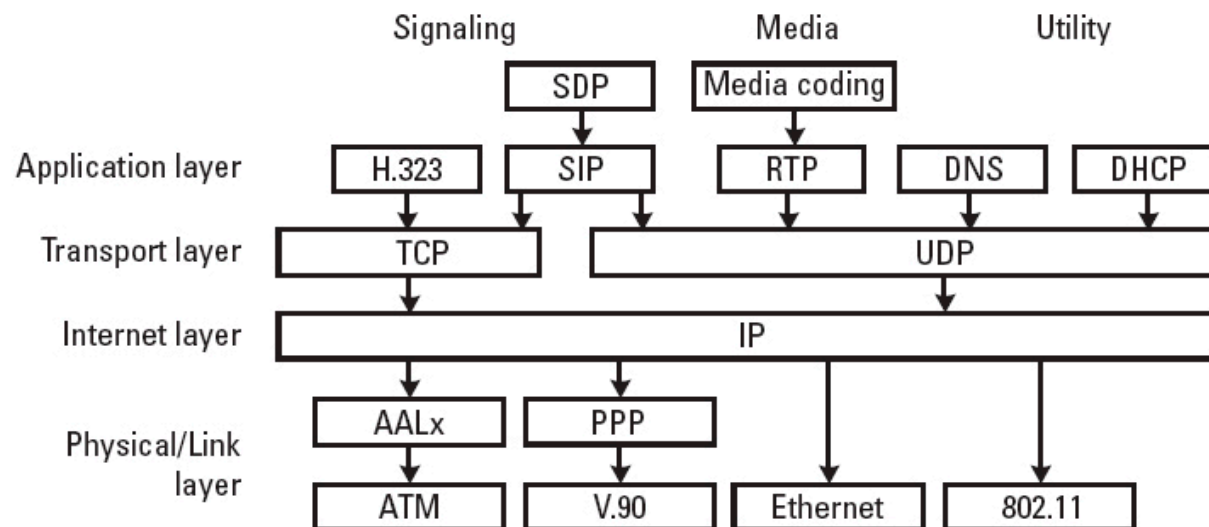 Signaling Media Utility
SDP Media coding
Application layer H.323 SIP RTP DNS DHCP
Transport layer TCP UDP
Internet layer IP
AALx PPP
Physical/Link
layer
ATM V.90 Ethernet 802.11